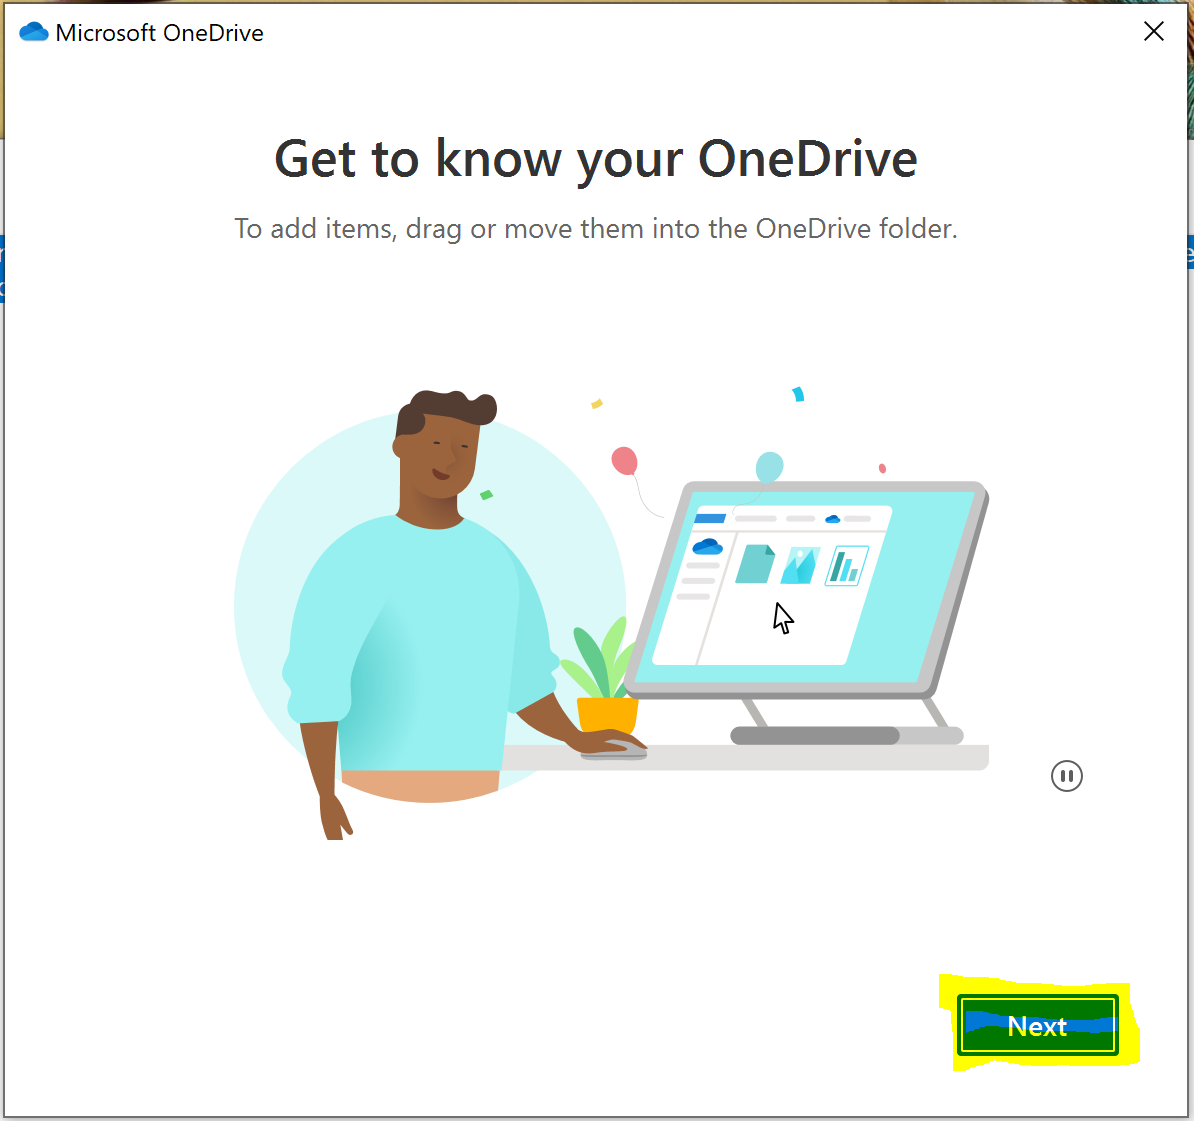 Microsoft OneDrive
Get to know your OneDrive
To add items, drag or move them into the OneDrive folder.
Next